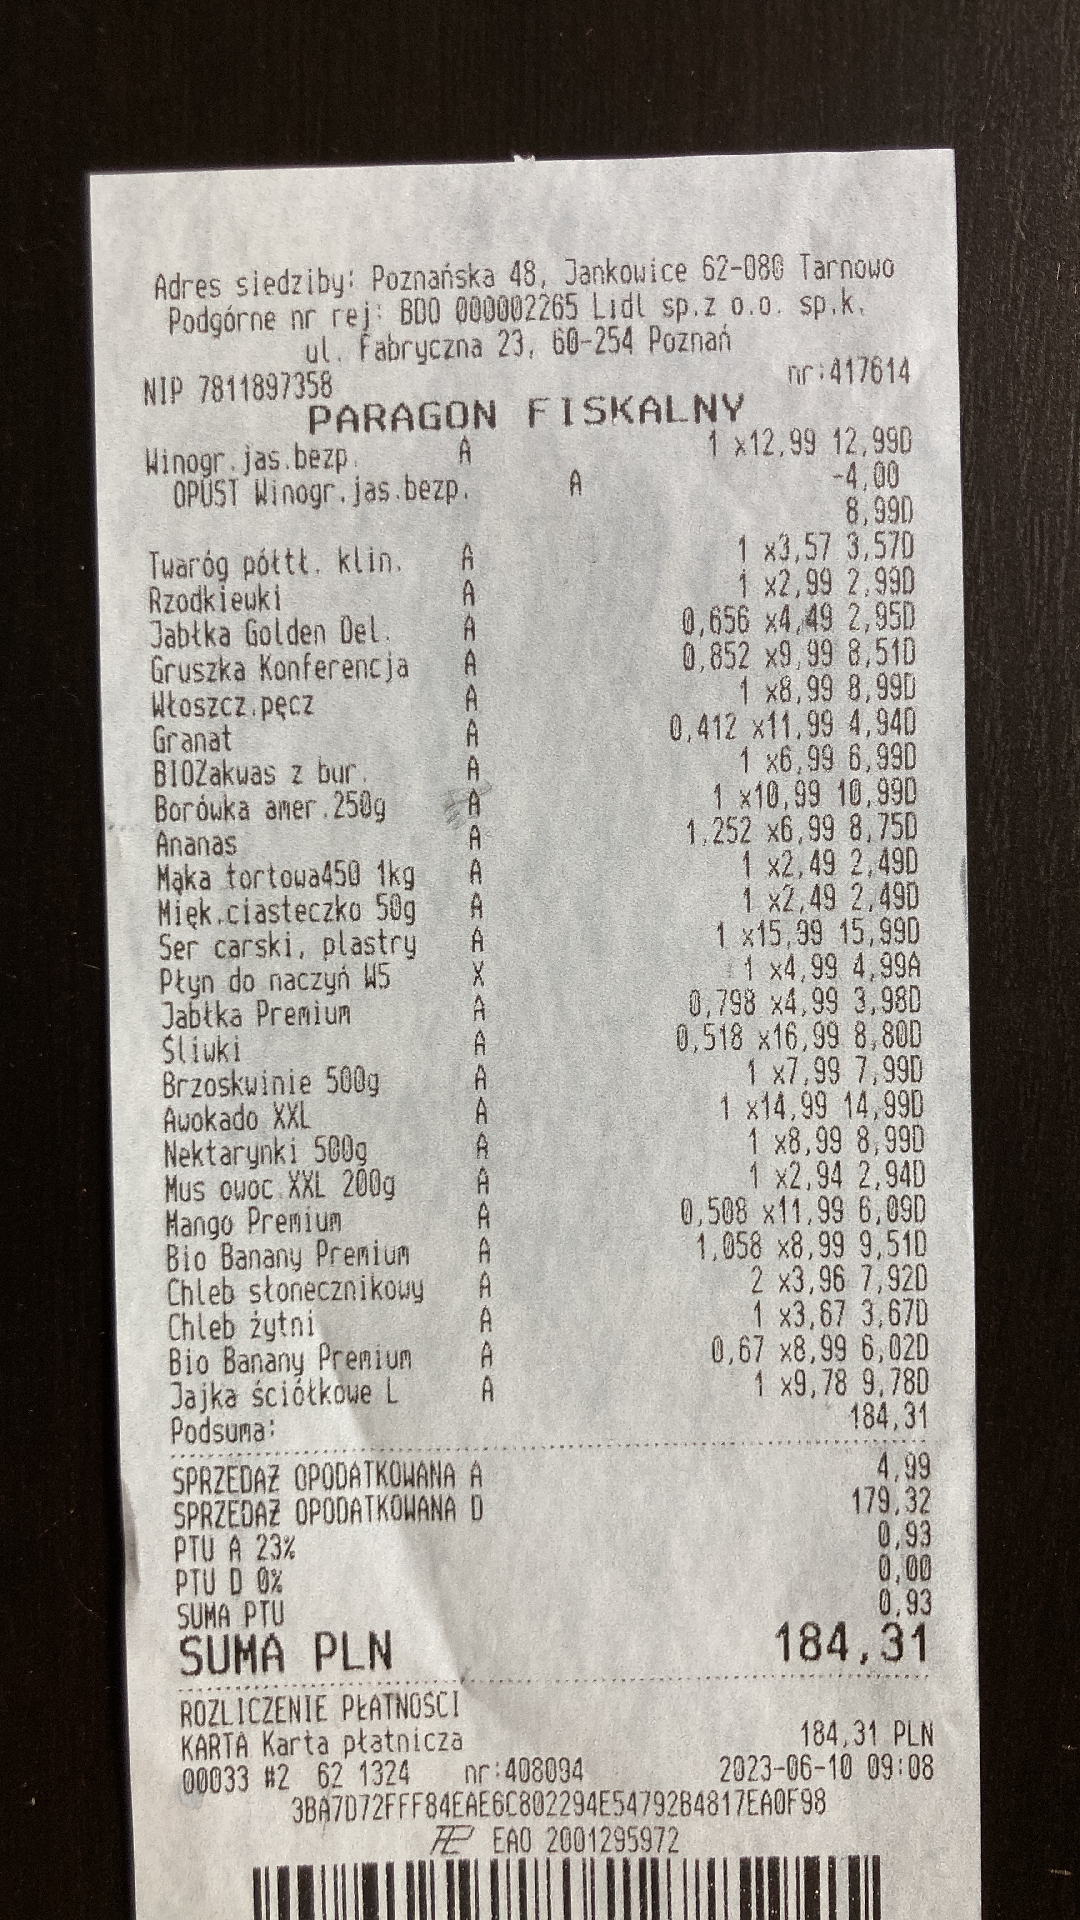 Adres siedziby: Poznańska 48, Jankowice 62-080 Tarnowo
Podgórne nr rej: BDO 000002265 Lidl sp.z o.o. sp.k.
ul. Fabryczna 23, 60-254 Poznań
NIP 7811897358 nr:417614
PARAGON FISKALNY
Winogr.jas.bezp. A 1 x12,99 12,99D
OPUST Winogr.jas.bezp. A -4,00
8,99D
Twaróg półtł. klin. A 1 x3,57 3,57D
Rzodkiewki A 1 x2,99 2,99D
Jabłka Golden Del. A 0,656 x4,49 2,95D
Gruszka Konferencja A 0,852 x9,99 8,51D
Włoszcz.pęcz A 1 x8,99 8,99D
Granat A 0,412 x11,99 4,94D
BIOZakwas z bur. A 1 x6,99 6,99D
Borówka amer.250g A 1 x10,99 10,99D
Ananas A 1,252 x6,99 8,75D
Mąka tortowa450 1kg A 1 x2,49 2,49D
Mięk.ciasteczko 50g A 1 x2,49 2,49D
Ser carski, plastry A 1 x15,99 15,99D
Płyn do naczyń W5 X 1 x4,99 4,99A
Jabłka Premium A 0,798 x4,99 3,98D
Śliwki A 0,518 x16,99 8,80D
Brzoskwinie 500g A 1 x7,99 7,99D
Awokado XXL A 1 x14,99 14,99D
Nektarynki 500g A 1 x8,99 8,99D
Mus owoc.XXL 200g A 1 x2,94 2,94D
Mango Premium A 0,508 x11,99 6,09D
Bio Banany Premium A 1,058 x8,99 9,51D
Chleb słonecznikowy A 2 x3,96 7,92D
Chleb żytni A 1 x3,67 3,67D
Bio Banany Premium A 0,67 x8,99 6,02D
Jajka ściółkowe L A 1 x9,78 9,78D
Podsuma: 184,31
SPRZEDAŻ OPODATKOWANA A 4,99
SPRZEDAŻ OPODATKOWANA D 179,32
PTU A 23% 0,93
PTU D 0% 0,00
SUMA PTU 0,93
SUMA PLN 184,31
ROZLICZENIE PŁATNOŚCI
KARTA Karta płatnicza 184,31 PLN
00033 #2 62 1324 nr:408094 2023-06-10 09:08
3BA7D72FFF84EAE6C802294E54792B4817EA0F98
EAO 2001295972